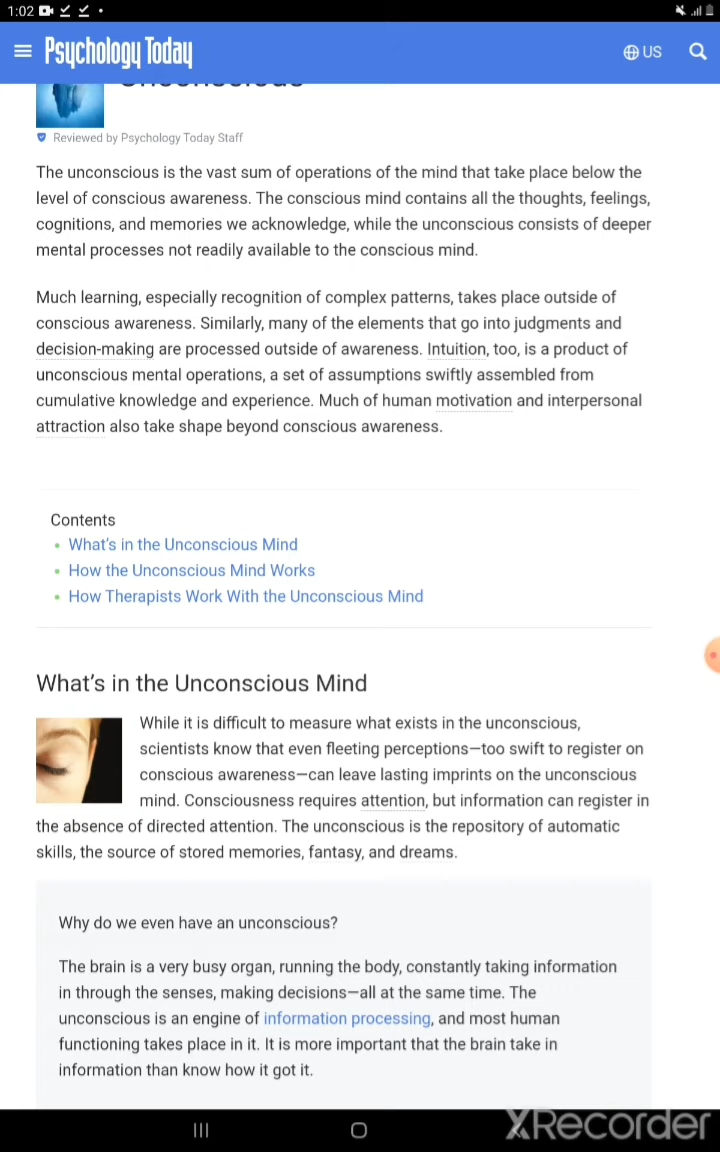 1:02
Psychology Today
US
Unconscious
Reviewed by Psychology Today Staff
The unconscious is the vast sum of operations of the mind that take place below the
level of conscious awareness. The conscious mind contains all the thoughts, feelings,
cognitions, and memories we acknowledge, while the unconscious consists of deeper
mental processes not readily available to the conscious mind.
Much learning, especially recognition of complex patterns, takes place outside of
conscious awareness. Similarly, many of the elements that go into judgments and
decision-making are processed outside of awareness. Intuition, too, is a product of
unconscious mental operations, a set of assumptions swiftly assembled from
cumulative knowledge and experience. Much of human motivation and interpersonal
attraction also take shape beyond conscious awareness.
Contents
• What's in the Unconscious Mind
• How the Unconscious Mind Works
• How Therapists Work With the Unconscious Mind
What's in the Unconscious Mind
While it is difficult to measure what exists in the unconscious,
scientists know that even fleeting perceptions—too swift to register on
conscious awareness—can leave lasting imprints on the unconscious
mind. Consciousness requires attention, but information can register in
the absence of directed attention. The unconscious is the repository of automatic
skills, the source of stored memories, fantasy, and dreams.
Why do we even have an unconscious?
The brain is a very busy organ, running the body, constantly taking information
in through the senses, making decisions—all at the same time. The
unconscious is an engine of information processing, and most human
functioning takes place in it. It is more important that the brain take in
information than know how it got it.
XRecorder